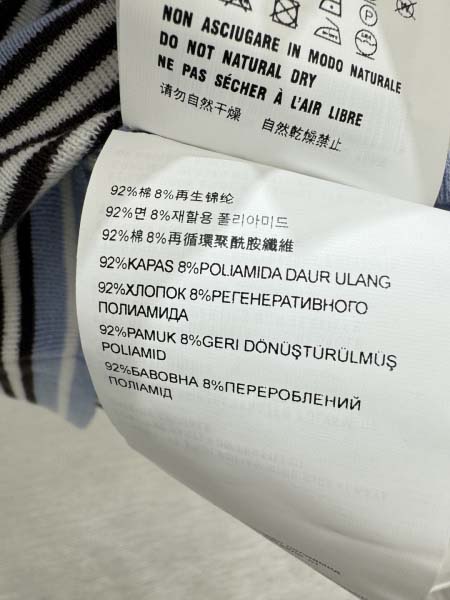 NON ASCIUGARE IN MODO NATURALE
DO NOT NATURAL DRY
NE PAS SÉCHER À L'AIR LIBRE
请勿自然干燥 自然乾燥禁止
92%棉 8%再生锦纶
92%면 8%재활용 폴리아미드
92%棉 8%再循環聚酰胺纖維
92%KAPAS 8%POLIAMIDA DAUR ULANG
92%ХЛОПОК 8%РЕГЕНЕРАТИВНОГО
ПОЛИАМИДА
92%PAMUK 8%GERI DÖNÜŞTÜRÜLMÜŞ
POLIAMID
92%БАВОВНА 8%ПЕРЕРОБЛЕНИЙ
ПОЛІАМІД